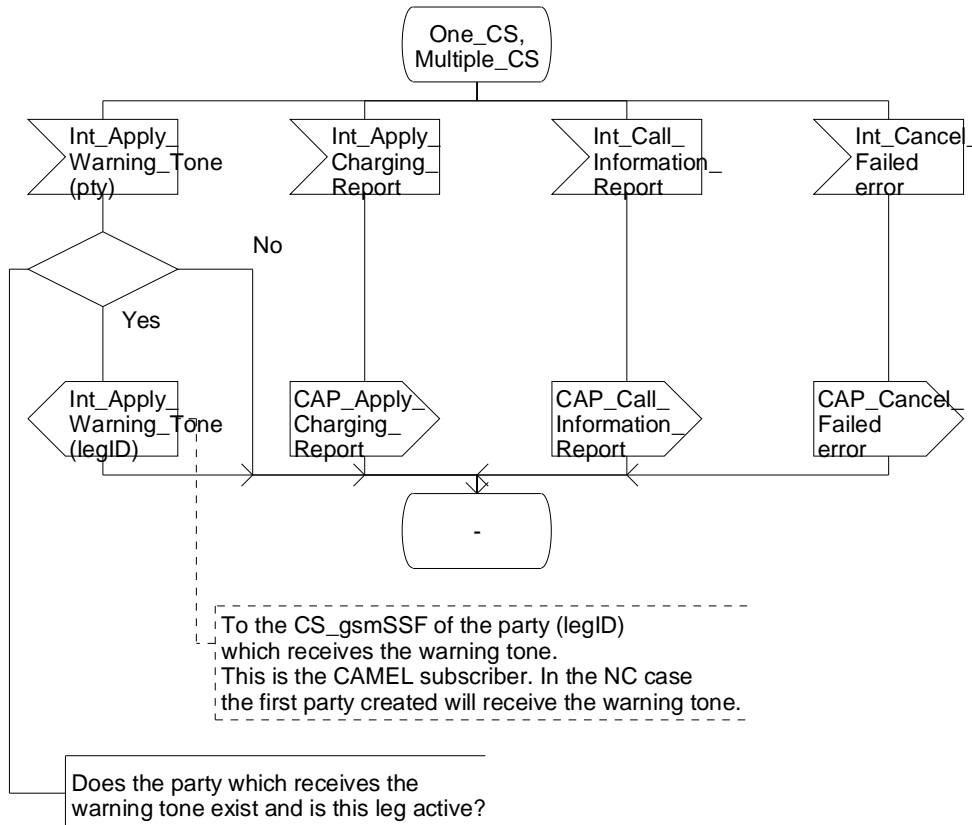 One_CS,
Multiple_CS
Int_Apply_
Warning_Tone
(pty)
Int_Apply_
Charging_
Report
Int_Call_
Information_
Report
Int_Cancel_
Failed
error
No
Yes
Int_Apply_
Warning_Tone
(legID)
CAP_Apply_
Charging_
Report
CAP_Call_
Information_
Report
CAP_Cancel_
Failed
error
-
To the CS_gsmSSF of the party (legID)
which receives the warning tone.
This is the CAMEL subscriber. In the NC case
the first party created will receive the warning tone.
Does the party which receives the
warning tone exist and is this leg active?